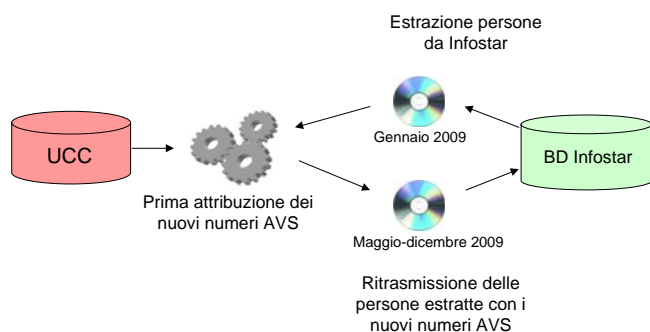 Estrazione persone
da Infostar
Gennaio 2009
UCC
BD Infostar
Prima attribuzione dei
nuovi numeri AVS
Maggio-dicembre 2009
Ritrasmissione delle
persone estratte con i
nuovi numeri AVS